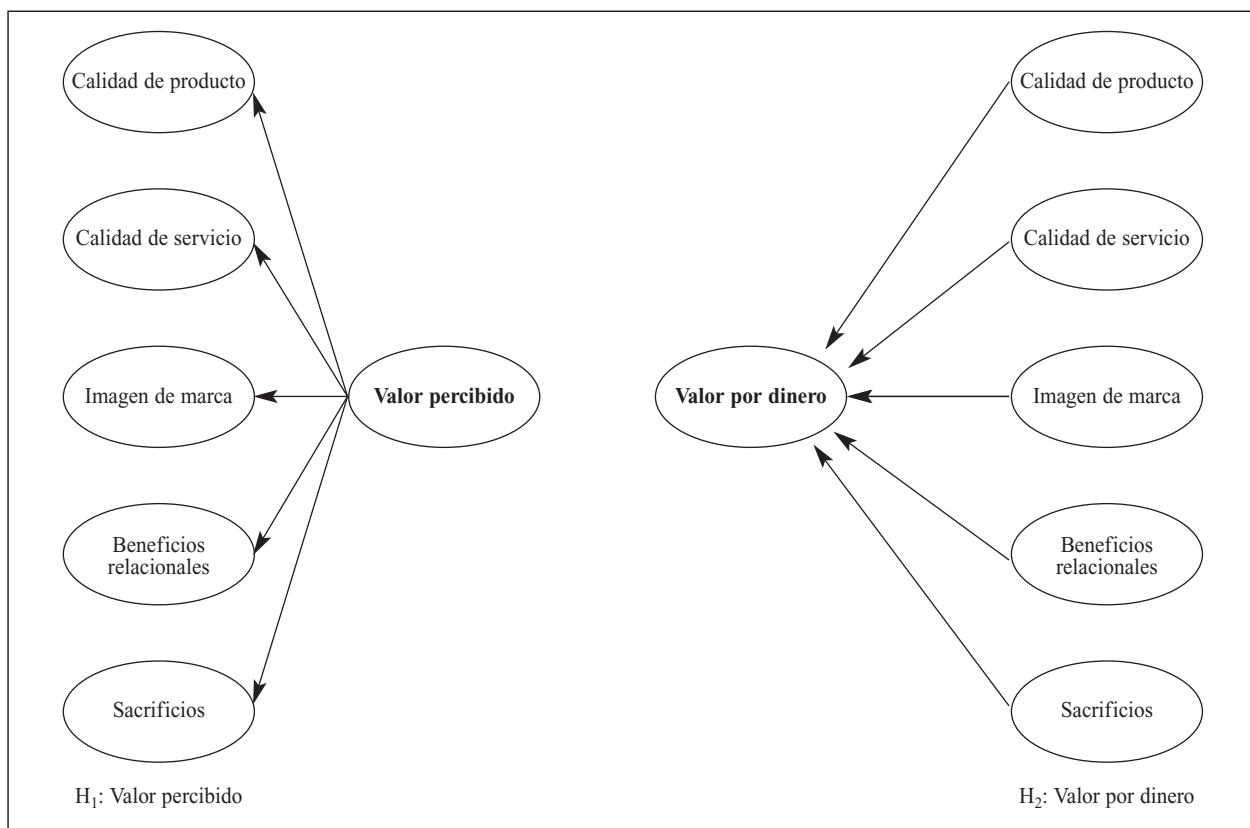 Calidad de producto
Calidad de servicio
Imagen de marca
Beneficios
relacionales
Sacrificios
Valor percibido
H₁: Valor percibido
Valor por dinero
Calidad de producto
Calidad de servicio
Imagen de marca
Beneficios
relacionales
Sacrificios
H₂: Valor por dinero